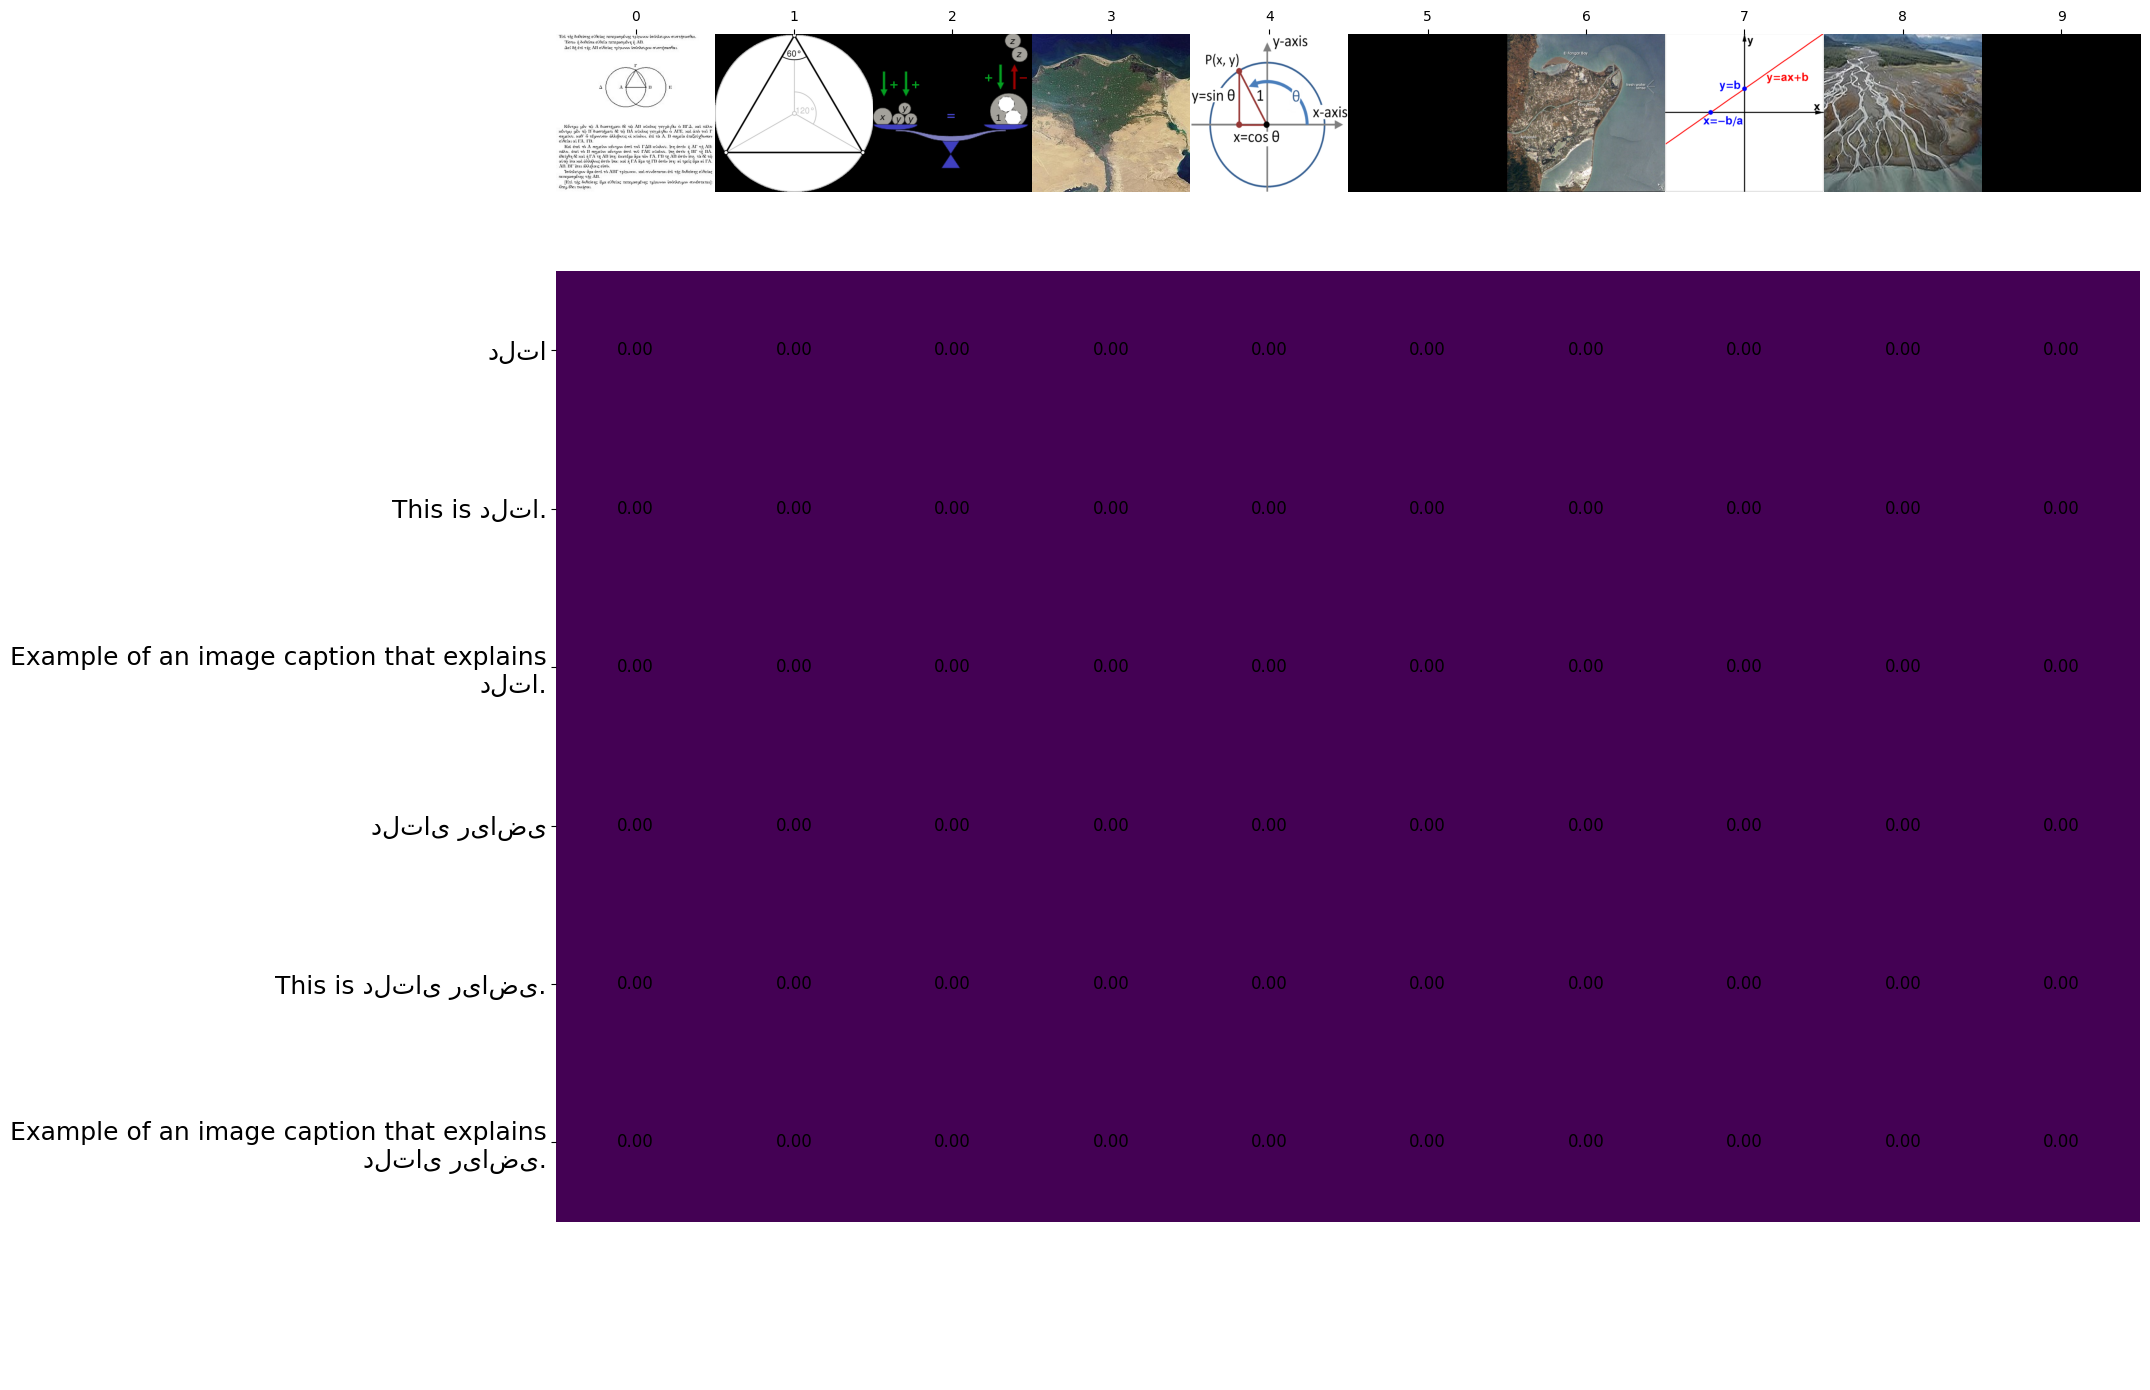 0 1 2 3 4 5 6 7 8 9
60°
120°
z
z
+ + + −
x y y y = 1
y-axis
P(x, y)
y=sin θ 1 θ
x-axis
x=cos θ
y
y=ax+b
y=b
x
x=−b/a
دلتا 0.00 0.00 0.00 0.00 0.00 0.00 0.00 0.00 0.00 0.00
This is دلتا. 0.00 0.00 0.00 0.00 0.00 0.00 0.00 0.00 0.00 0.00
Example of an image caption that explains
دلتا. 0.00 0.00 0.00 0.00 0.00 0.00 0.00 0.00 0.00 0.00
دلتای ریاضی 0.00 0.00 0.00 0.00 0.00 0.00 0.00 0.00 0.00 0.00
This is دلتای ریاضی. 0.00 0.00 0.00 0.00 0.00 0.00 0.00 0.00 0.00 0.00
Example of an image caption that explains
دلتای ریاضی. 0.00 0.00 0.00 0.00 0.00 0.00 0.00 0.00 0.00 0.00